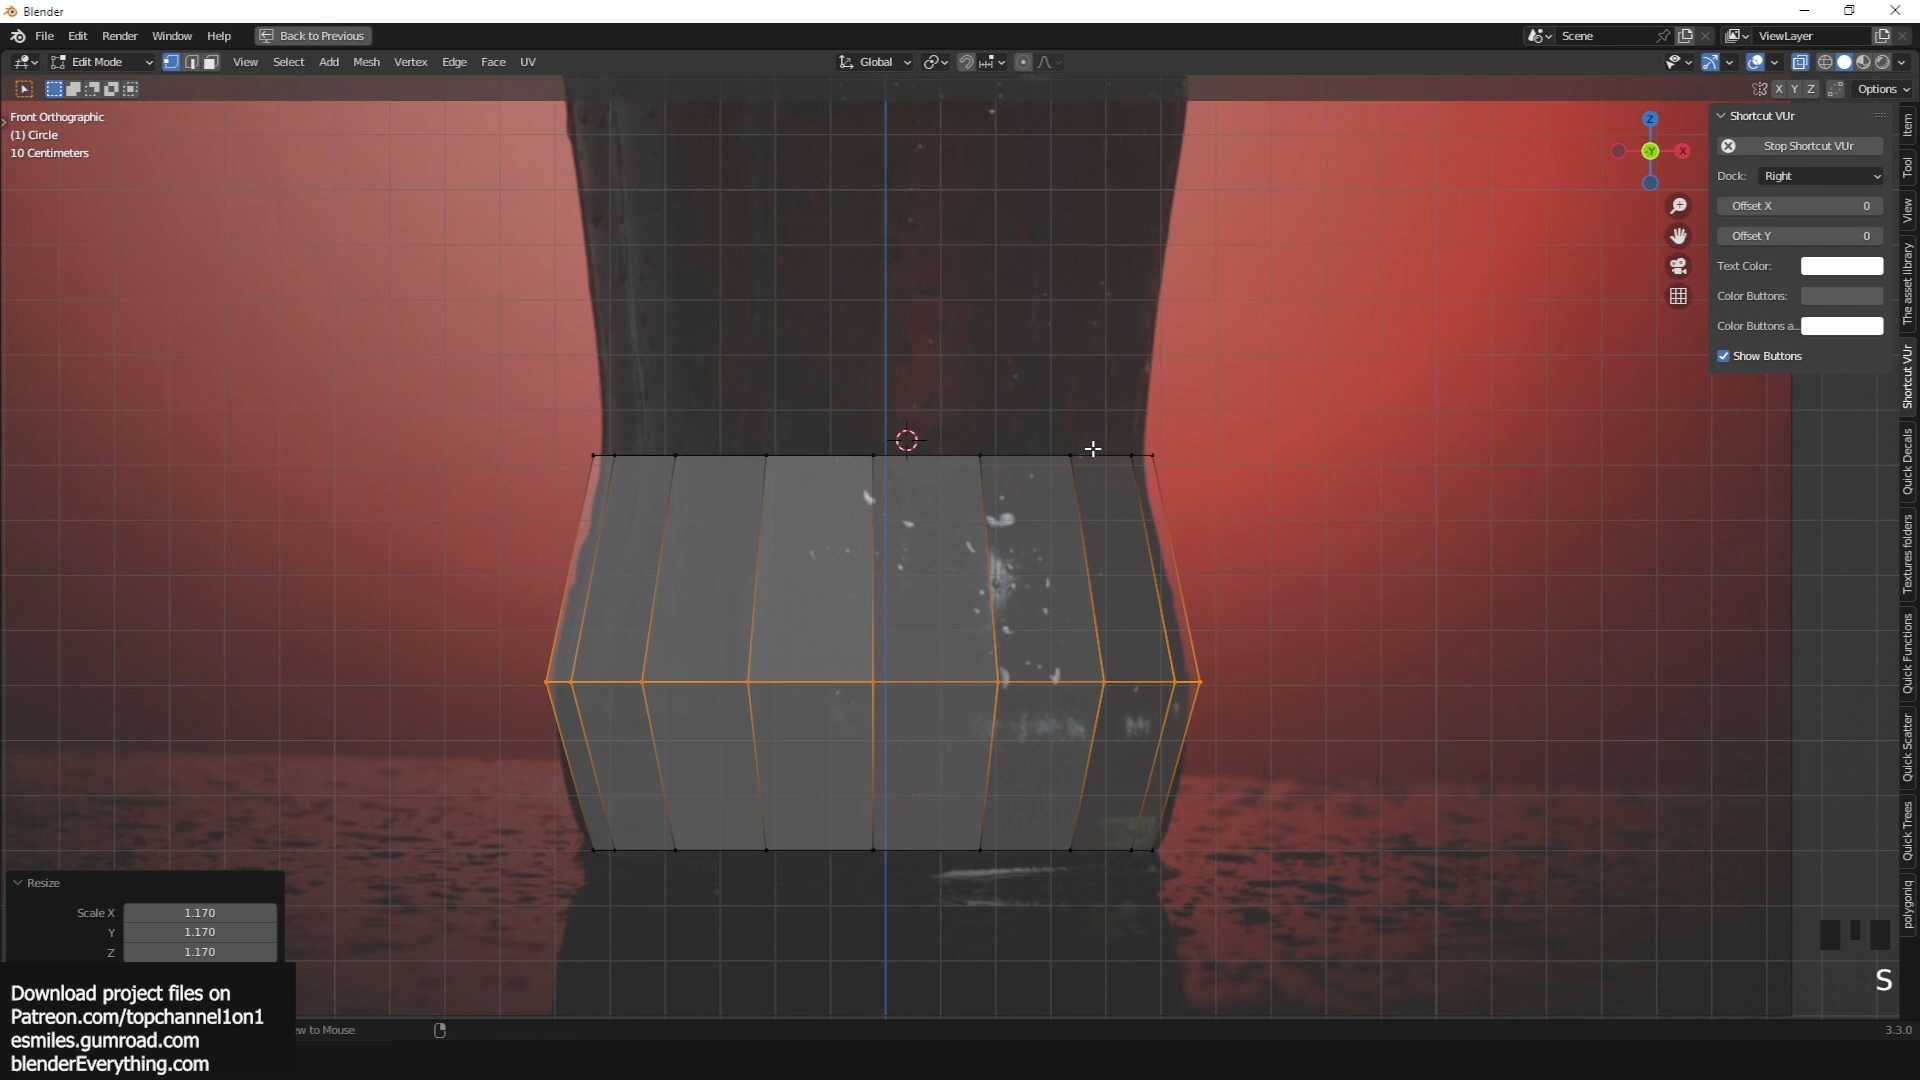 Blender
File Edit Render Window Help Back to Previous Scene ViewLayer
Edit Mode View Select Add Mesh Vertex Edge Face UV Global
X Y Z Options
Front Orthographic
(1) Circle
10 Centimeters
Z
-Y
X
Shortcut VUr
Stop Shortcut VUr
Dock: Right
Offset X 0
Offset Y 0
Text Color:
Color Buttons:
Color Buttons a...
Show Buttons
Item
Tool
View
The asset library
Shortcut VUr
Quick Decals
Textures folders
Quick Functions
Quick Scatter
Quick Trees
polygoniq
Resize
Scale X 1.170
Y 1.170
Z 1.170
S
Download project files on
Patreon.com/topchannel1on1
esmiles.gumroad.com
blenderEverything.com
ew to Mouse
3.3.0